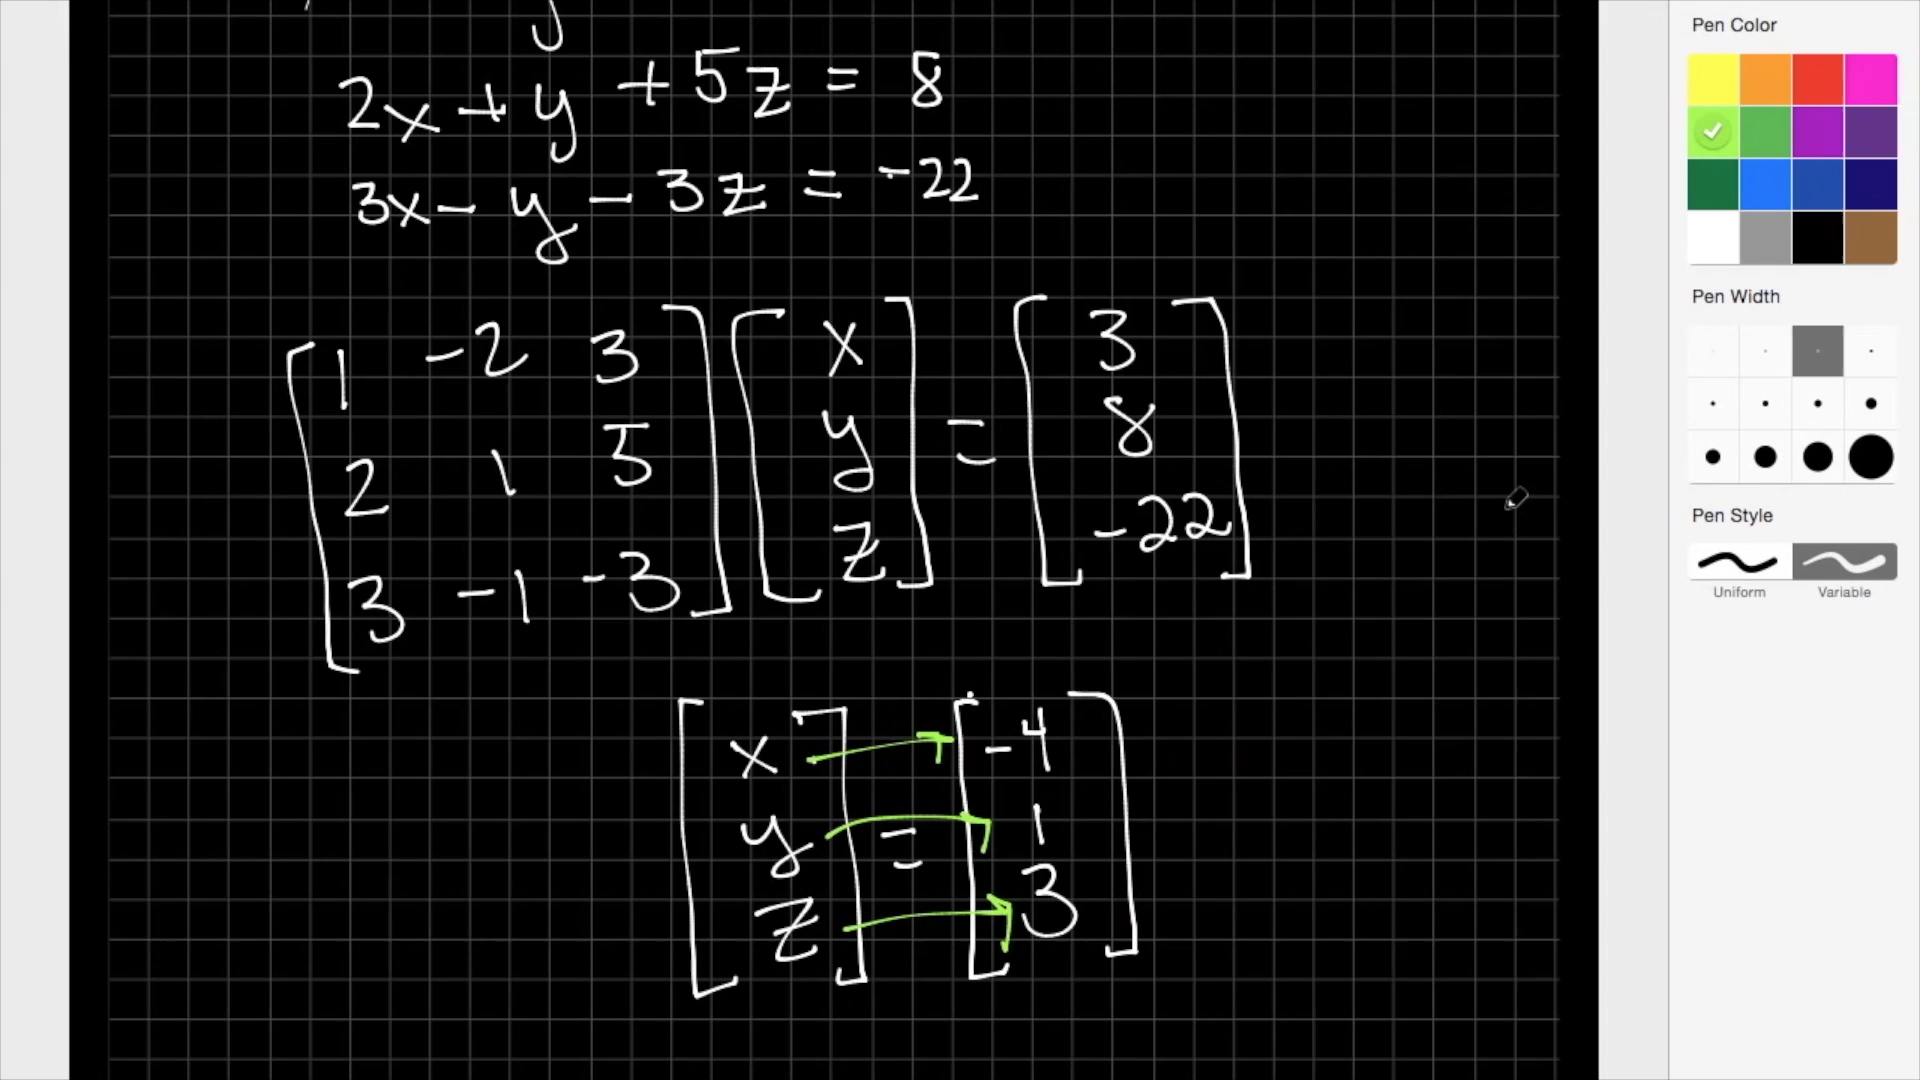 2x + y + 5z = 8
3x - y - 3z = -22
[1 -2 3] [x] = [3]
[2 1 5] [y] = [8]
[3 -1 -3] [z] = [-22]
[x] = [-4]
[y] = [1]
[z] = [3]
Pen Color
Pen Width
Pen Style
Uniform Variable